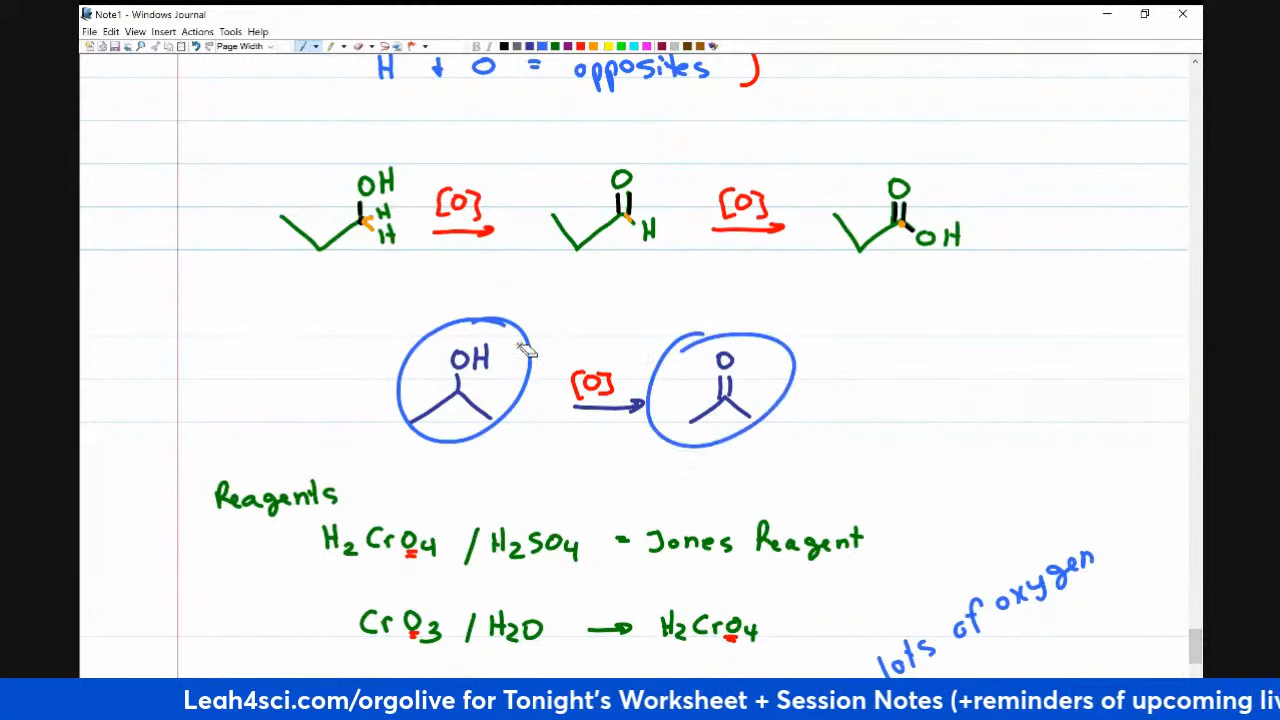 Note1 - Windows Journal
File Edit View Insert Actions Tools Help
Page Width
B I
H + O = opposites )
OH H H [O] O H [O] O OH
OH [O] O
Reagents
H2CrO4 / H2SO4 = Jones Reagent
CrO3 / H2O → H2CrO4
lots of oxygen
Leah4sci.com/orgolive for Tonight's Worksheet + Session Notes (+reminders of upcoming li